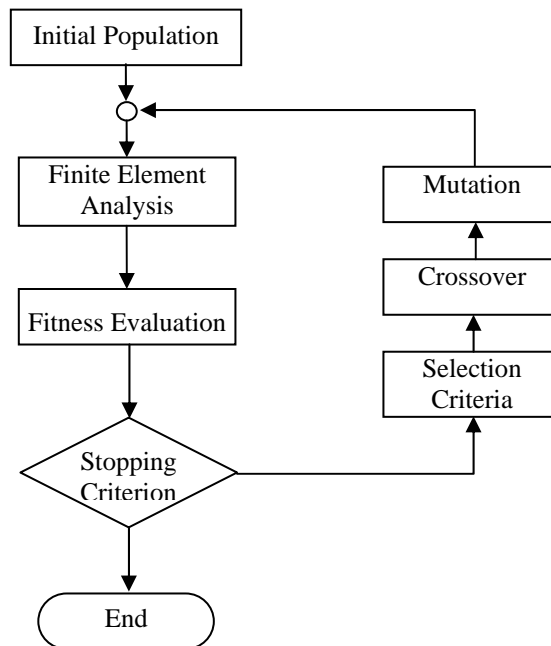 Initial Population
Finite Element
Analysis
Fitness Evaluation
Stopping
Criterion
End
Mutation
Crossover
Selection
Criteria